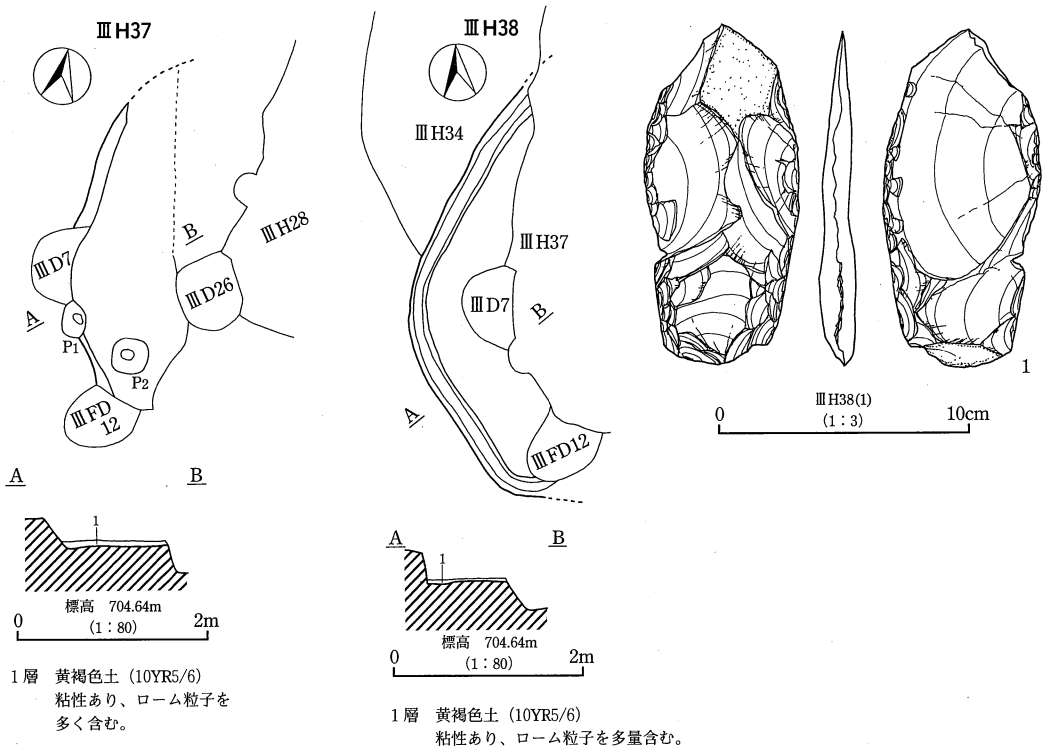 ⅢH37
ⅢD7
A
P1
P2
ⅢFD
12
B
ⅢD26
ⅢH28
A
B
1
標高 704.64m
0
(1：80)
2m
1層 黄褐色土（10YR5/6）
粘性あり、ローム粒子を
多く含む。
ⅢH38
ⅢH34
ⅢH37
ⅢD7
B
A
ⅢFD12
A
B
1
標高 704.64m
0
(1：80)
2m
1層 黄褐色土（10YR5/6）
粘性あり、ローム粒子を多量含む。
1
ⅢH38(1)
0
(1：3)
10cm